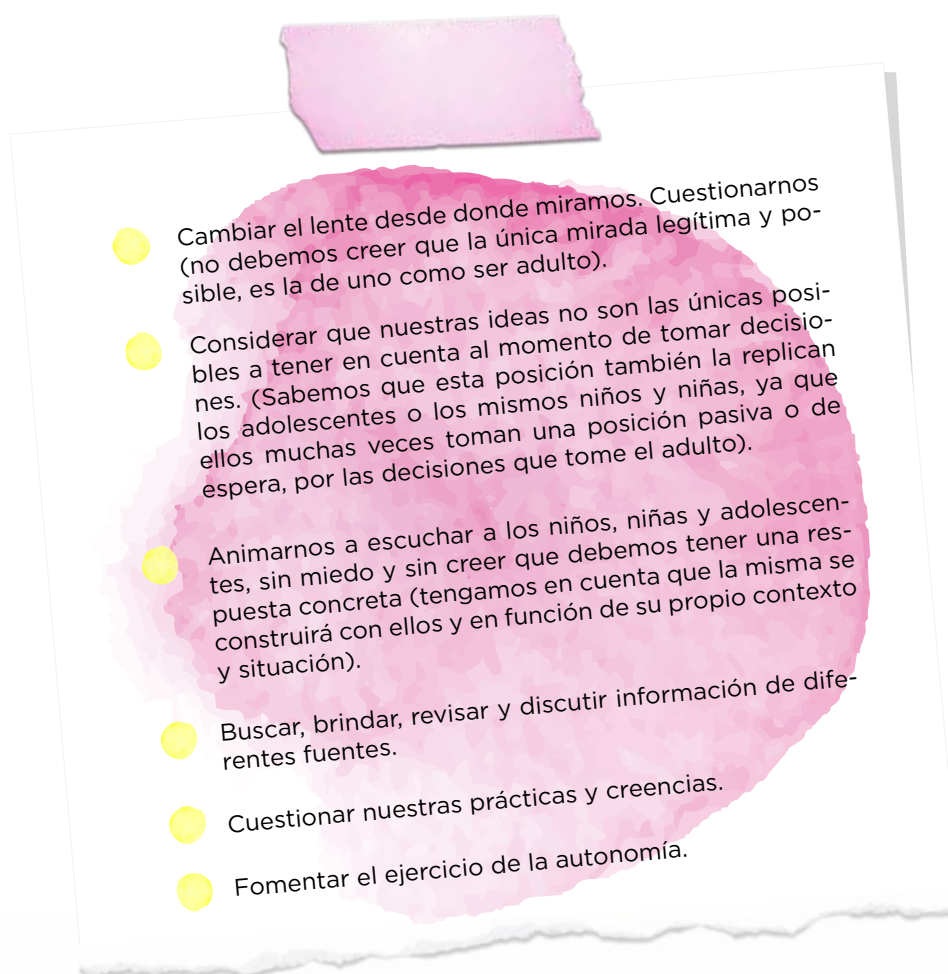 Cambiar el lente desde donde miramos. Cuestionarnos
(no debemos creer que la única mirada legítima y po-
sible, es la de uno como ser adulto).
Considerar que nuestras ideas no son las únicas posi-
bles a tener en cuenta al momento de tomar decisio-
nes. (Sabemos que esta posición también la replican
los adolescentes o los mismos niños y niñas, ya que
ellos muchas veces toman una posición pasiva o de
espera, por las decisiones que tome el adulto).
Animarnos a escuchar a los niños, niñas y adolescen-
tes, sin miedo y sin creer que debemos tener una res-
puesta concreta (tengamos en cuenta que la misma se
construirá con ellos y en función de su propio contexto
y situación).
Buscar, brindar, revisar y discutir información de dife-
rentes fuentes.
Cuestionar nuestras prácticas y creencias.
Fomentar el ejercicio de la autonomía.